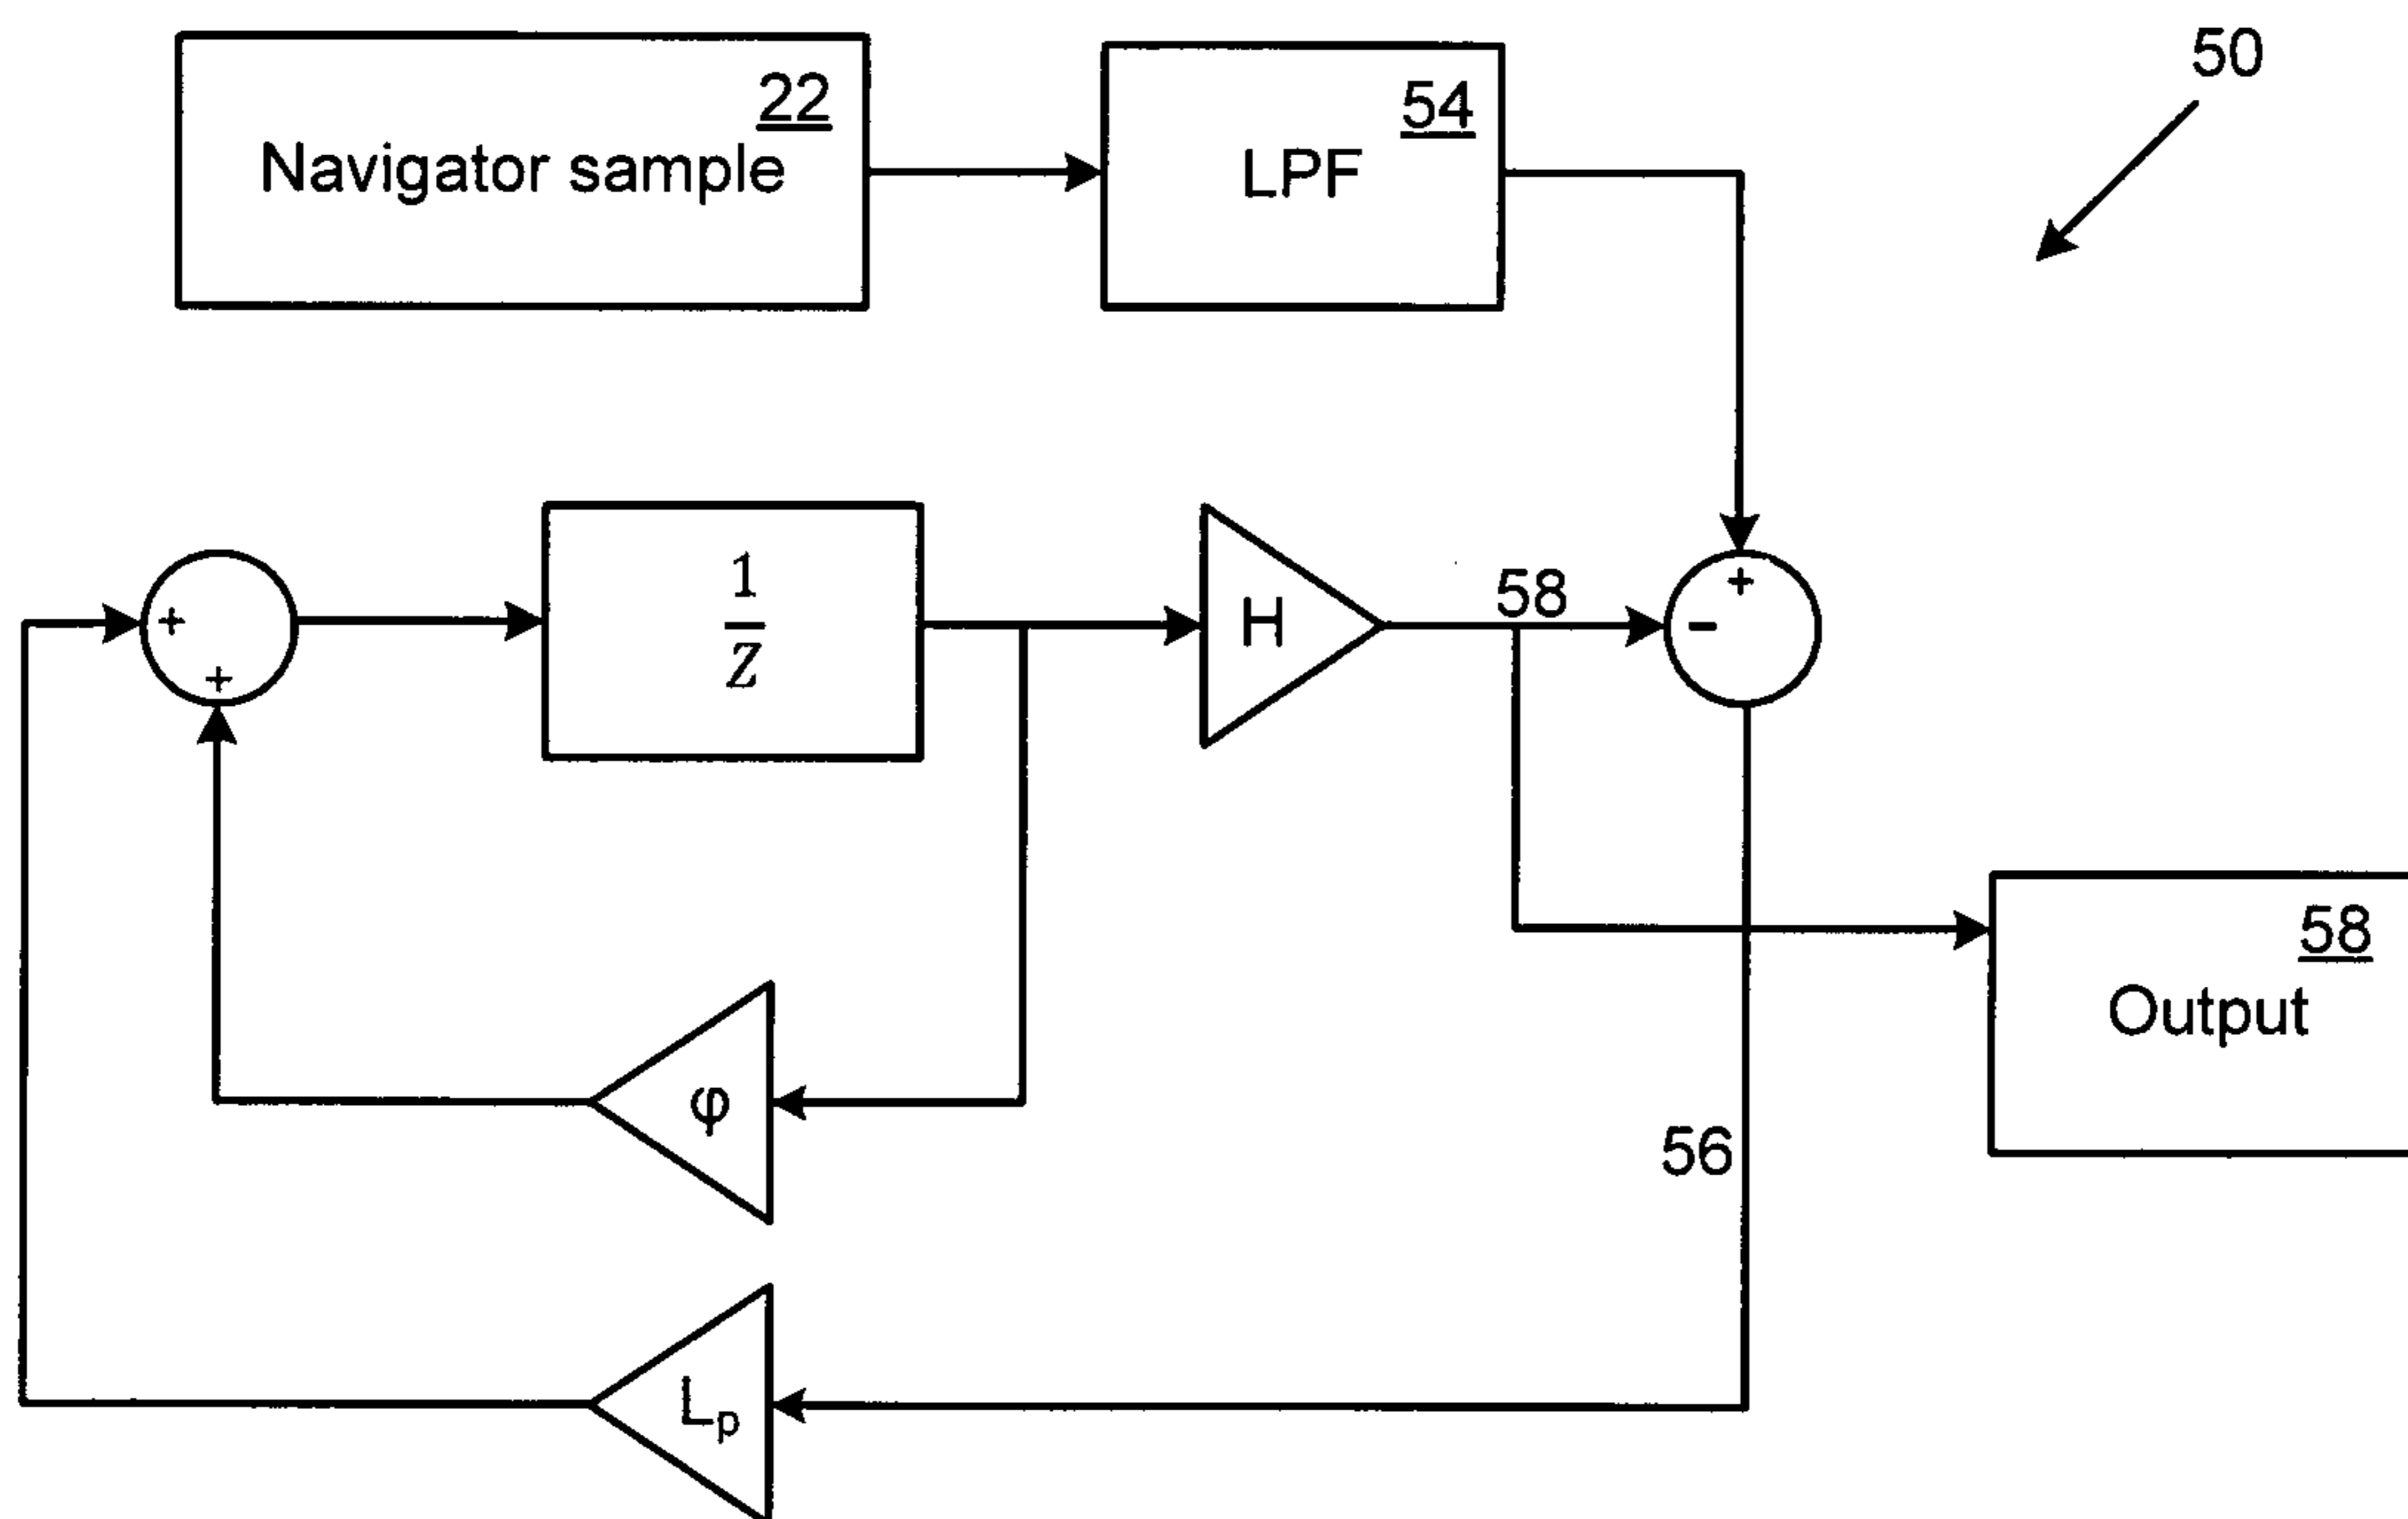 50
22
Navigator sample
54
LPF
+
+
1
Z
H
58
+
-
58
Output
φ
56
Lp